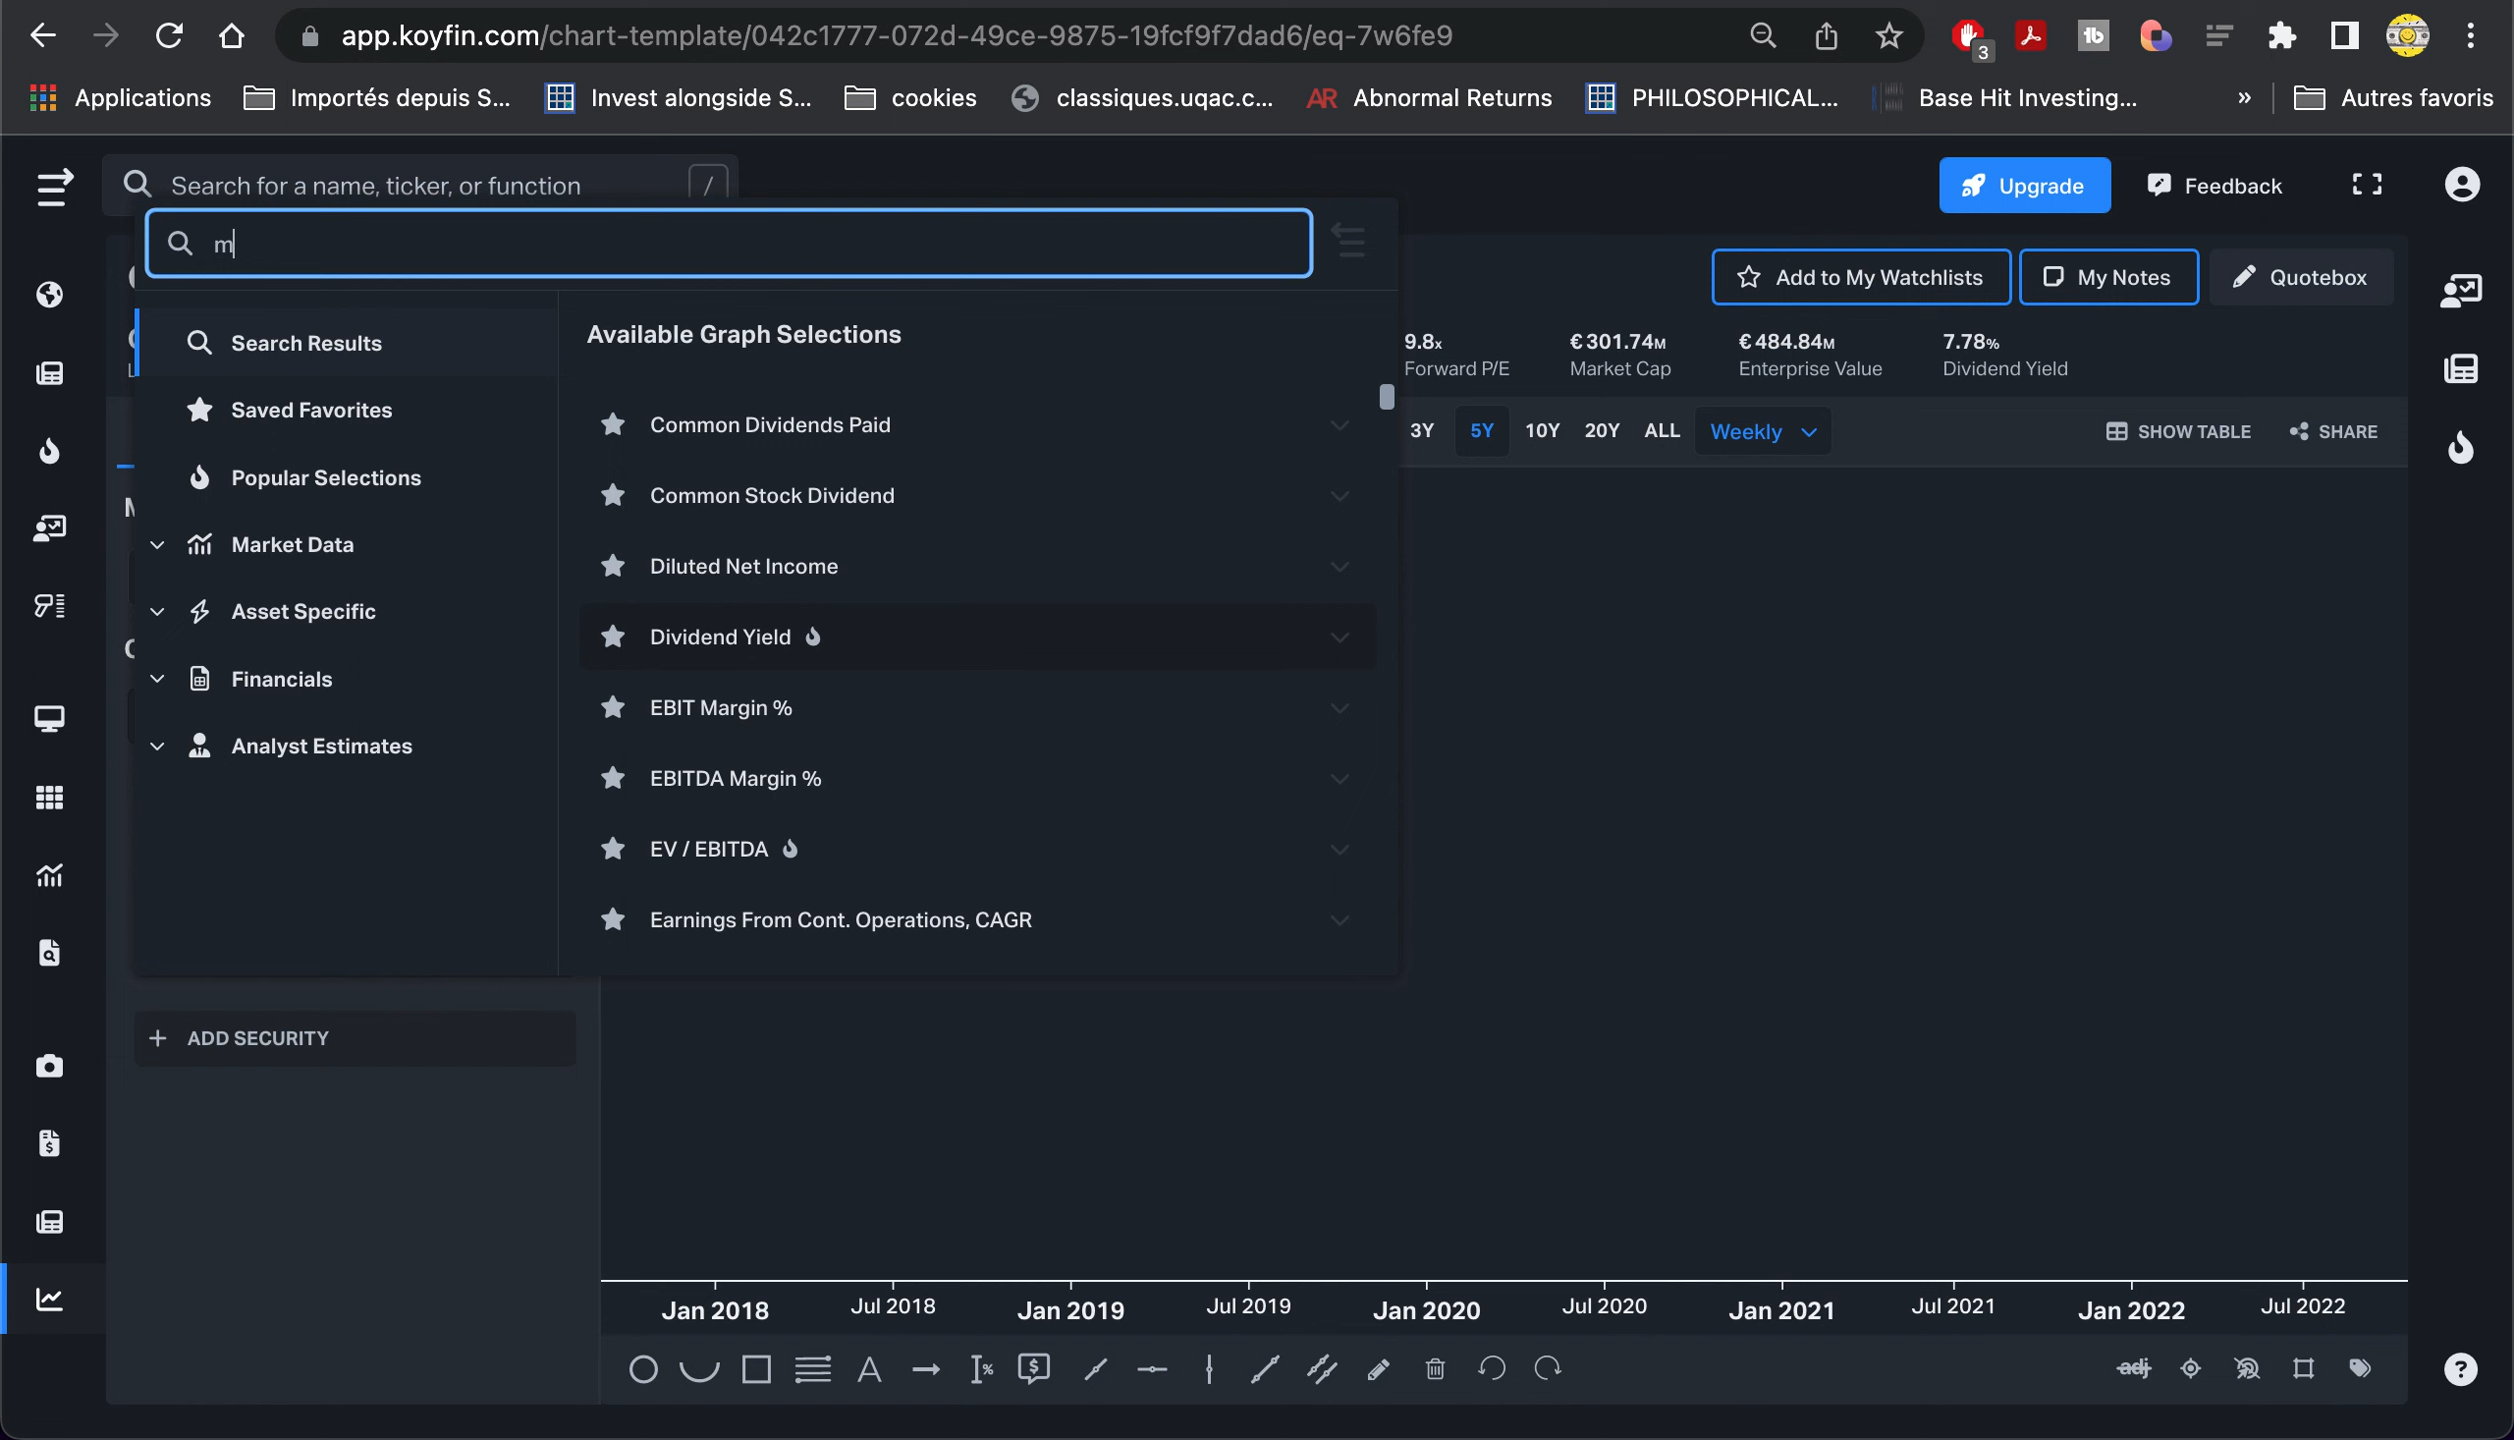 app.koyfin.com/chart-template/042c1777-072d-49ce-9875-19fcf9f7dad6/eq-7w6fe9
3
Applications
Importés depuis S...
Invest alongside S...
cookies
classiques.uqac.c...
AR Abnormal Returns
PHILOSOPHICAL...
Base Hit Investing...
»
Autres favoris
Search for a name, ticker, or function
/
Upgrade
Feedback
m
Add to My Watchlists
My Notes
Quotebox
Search Results
Saved Favorites
Popular Selections
Market Data
Asset Specific
Financials
Analyst Estimates
Available Graph Selections
Common Dividends Paid
Common Stock Dividend
Diluted Net Income
Dividend Yield
EBIT Margin %
EBITDA Margin %
EV / EBITDA
Earnings From Cont. Operations, CAGR
9.8x
Forward P/E
€ 301.74M
Market Cap
€ 484.84M
Enterprise Value
7.78%
Dividend Yield
3Y 5Y 10Y 20Y ALL Weekly
SHOW TABLE
SHARE
+ ADD SECURITY
Jan 2018 Jul 2018 Jan 2019 Jul 2019 Jan 2020 Jul 2020 Jan 2021 Jul 2021 Jan 2022 Jul 2022
A
%
$
adj
?